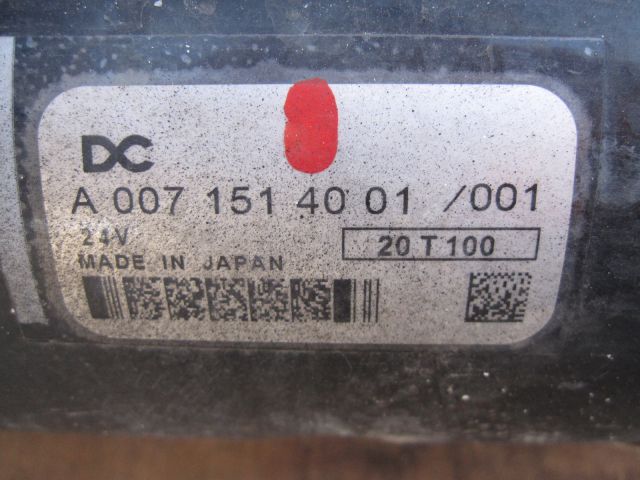 DC
A 007 151 40 01 /001
24V
20 T 100
MADE IN JAPAN